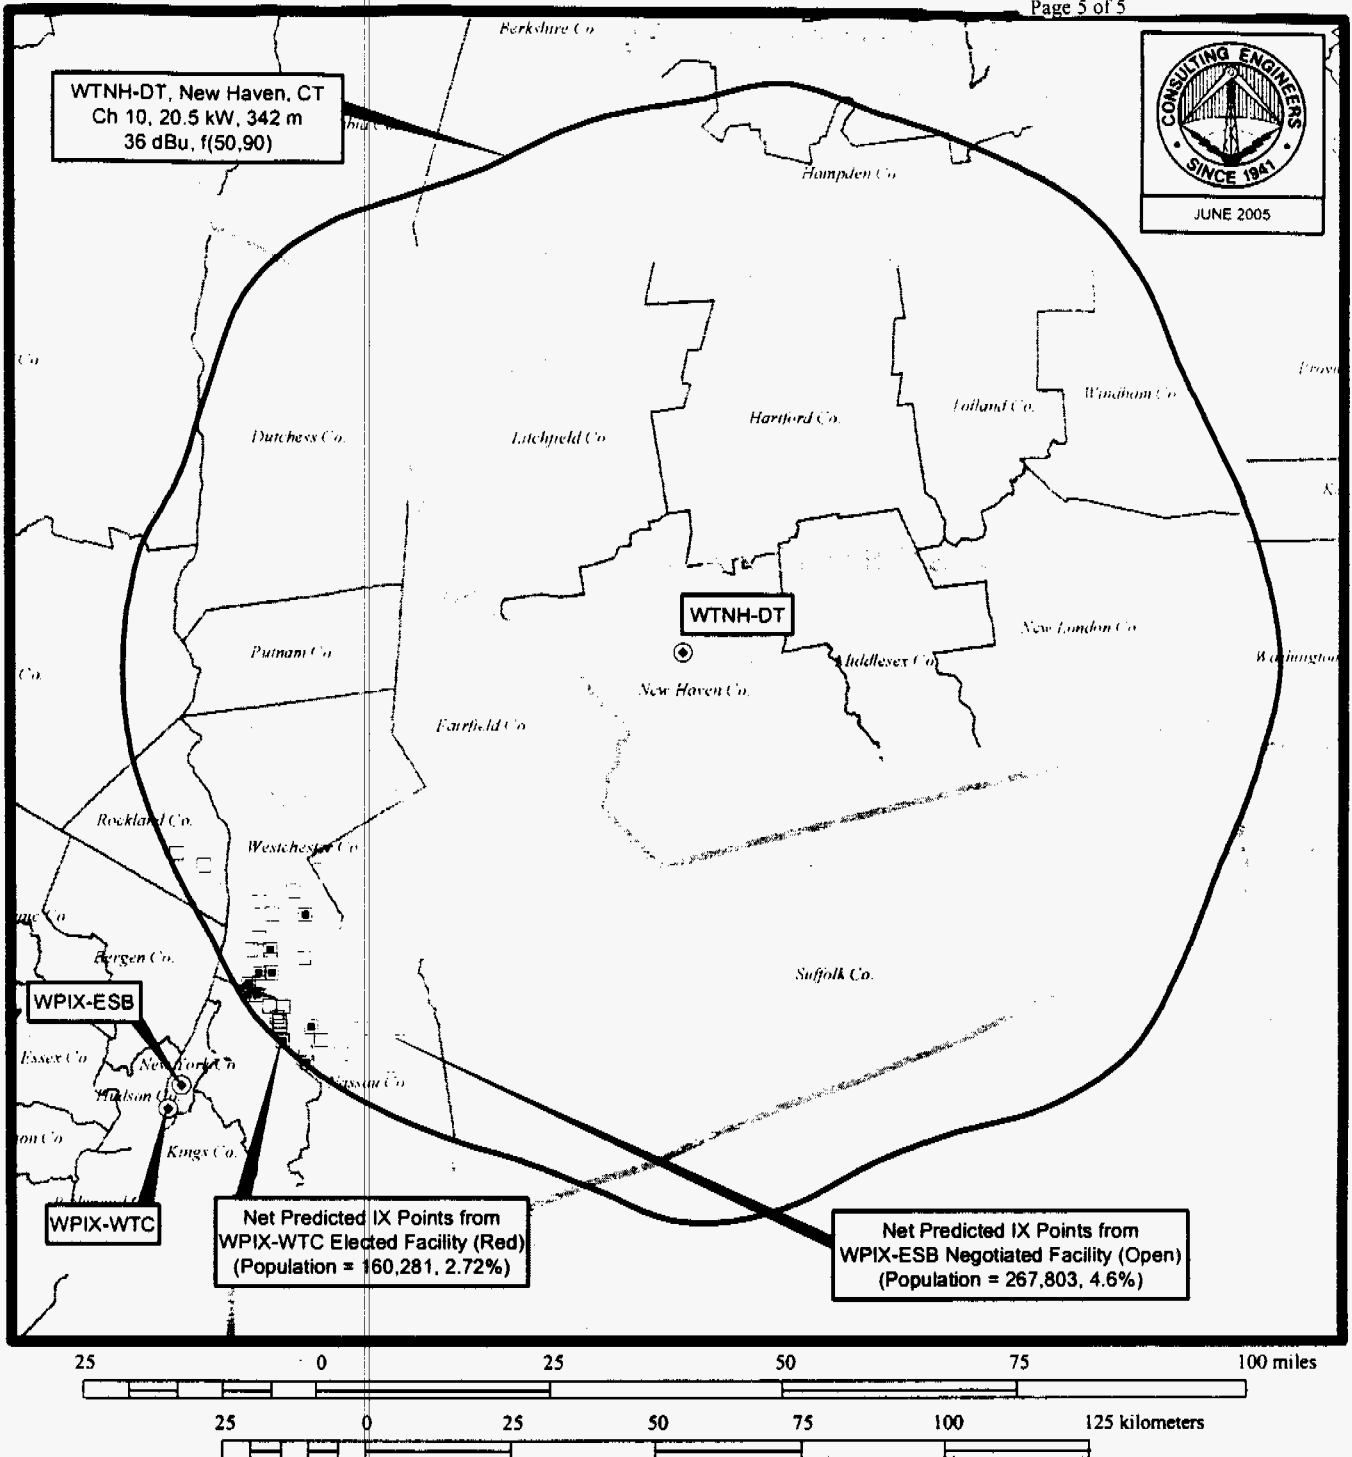 Page 5 of 5
Berkshire Co
WTNH-DT, New Haven, CT
Ch 10, 20.5 kW, 342 m
36 dBu, f(50,90)
CONSULTING ENGINEERS
SINCE 1941
JUNE 2005
Hampden Co
Co
Dutchess Co.
Litchfield Co
Hartford Co.
Tolland Co.
Windham Co
WTNH-DT
Putnam Co
New London Co
Middlesex Co
Washington
Co.
New Haven Co.
Fairfield Co
Rockland Co.
Westchester Co
Co
Bergen Co.
Suffolk Co.
WPIX-ESB
Essex Co
New York Co
Nassau Co
Hudson Co
Co
Kings Co.
WPIX-WTC
Net Predicted IX Points from
WPIX-WTC Elected Facility (Red)
(Population = 160,281, 2.72%)
Net Predicted IX Points from
WPIX-ESB Negotiated Facility (Open)
(Population = 267,803, 4.6%)
25 0 25 50 75 100 miles
25 0 25 50 75 100 125 kilometers